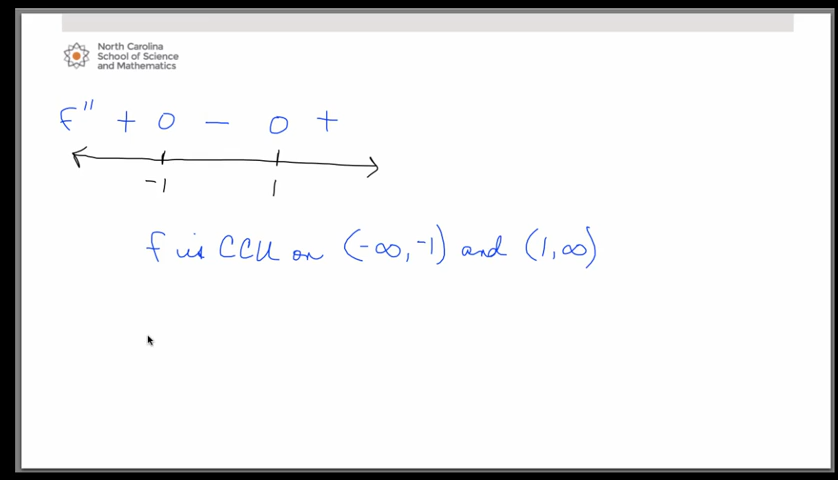 North Carolina
School of Science
and Mathematics
f'' + 0 − 0 +
−1 1
f is CCU on (−∞, −1) and (1, ∞)